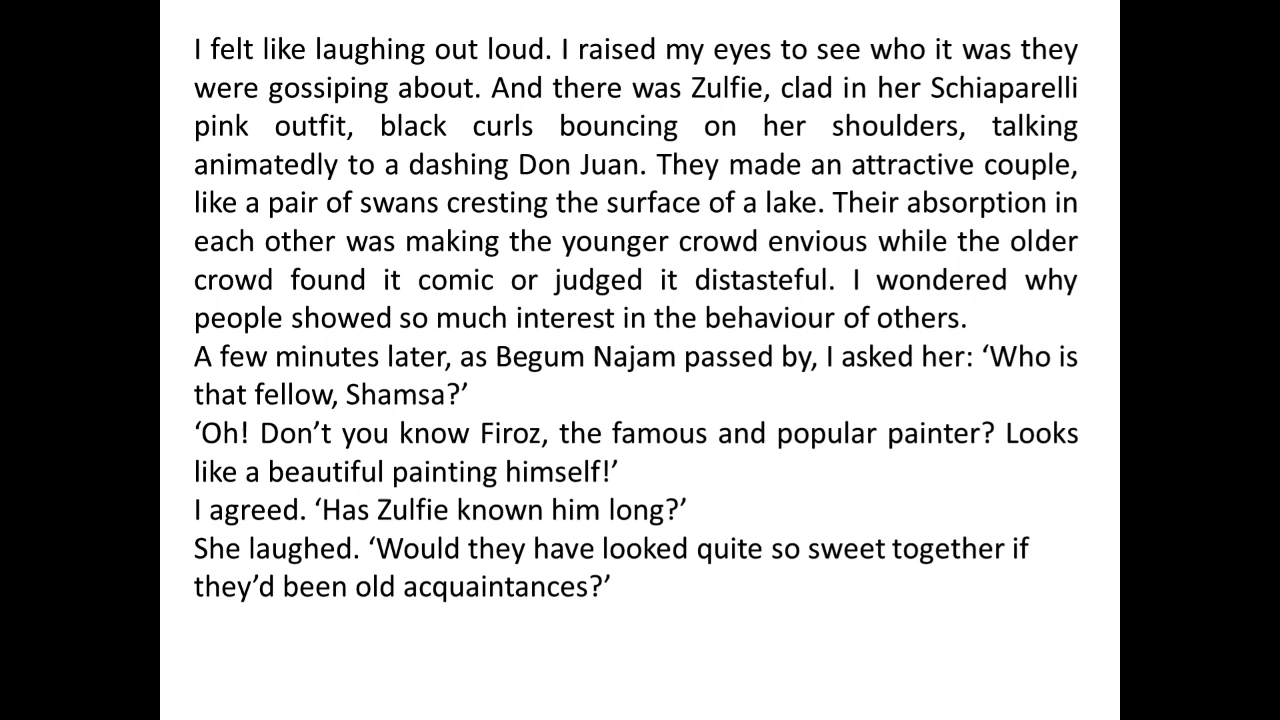 I felt like laughing out loud. I raised my eyes to see who it was they
were gossiping about. And there was Zulfie, clad in her Schiaparelli
pink outfit, black curls bouncing on her shoulders, talking
animatedly to a dashing Don Juan. They made an attractive couple,
like a pair of swans cresting the surface of a lake. Their absorption in
each other was making the younger crowd envious while the older
crowd found it comic or judged it distasteful. I wondered why
people showed so much interest in the behaviour of others.
A few minutes later, as Begum Najam passed by, I asked her: ‘Who is
that fellow, Shamsa?’
‘Oh! Don’t you know Firoz, the famous and popular painter? Looks
like a beautiful painting himself!’
I agreed. ‘Has Zulfie known him long?’
She laughed. ‘Would they have looked quite so sweet together if
they’d been old acquaintances?’